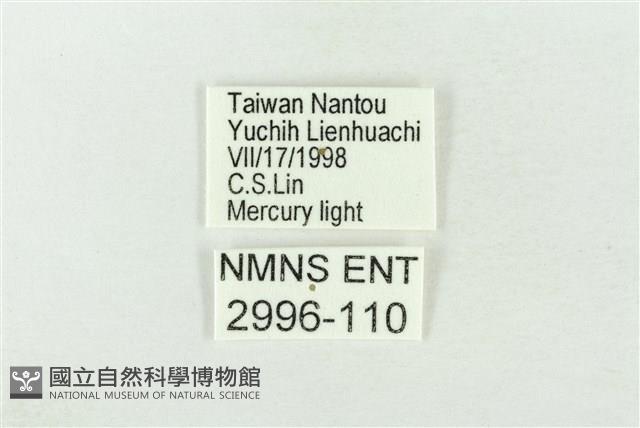 Taiwan Nantou
Yuchih Lienhuachi
VII/17/1998
C.S.Lin
Mercury light
NMNS ENT
2996-110
國立自然科學博物館
NATIONAL MUSEUM OF NATURAL SCIENCE